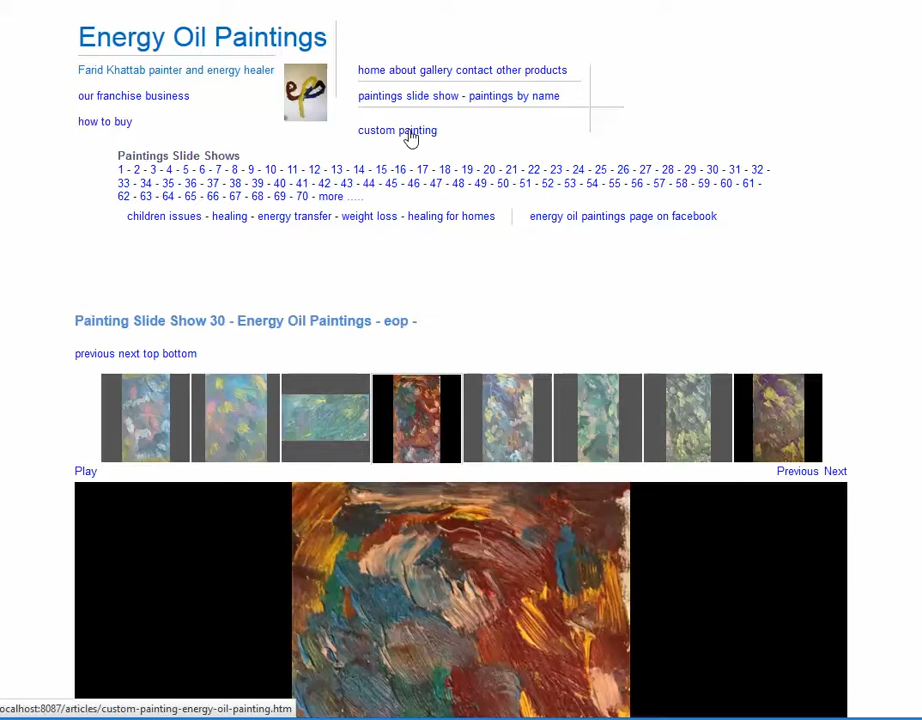 Energy Oil Paintings
Farid Khattab painter and energy healer
our franchise business
how to buy
ep
home about gallery contact other products
paintings slide show - paintings by name
custom painting
Paintings Slide Shows
1 - 2 - 3 - 4 - 5 - 6 - 7 - 8 - 9 - 10 - 11 - 12 - 13 - 14 - 15 -16 - 17 - 18 - 19 - 20 - 21 - 22 - 23 - 24 - 25 - 26 - 27 - 28 - 29 - 30 - 31 - 32 -
33 - 34 - 35 - 36 - 37 - 38 - 39 - 40 - 41 - 42 - 43 - 44 - 45 - 46 - 47 - 48 - 49 - 50 - 51 - 52 - 53 - 54 - 55 - 56 - 57 - 58 - 59 - 60 - 61 -
62 - 63 - 64 - 65 - 66 - 67 - 68 - 69 - 70 - more .....
children issues - healing - energy transfer - weight loss - healing for homes
energy oil paintings page on facebook
Painting Slide Show 30 - Energy Oil Paintings - eop -
previous next top bottom
Play
Previous Next
ocalhost:8087/articles/custom-painting-energy-oil-painting.htm